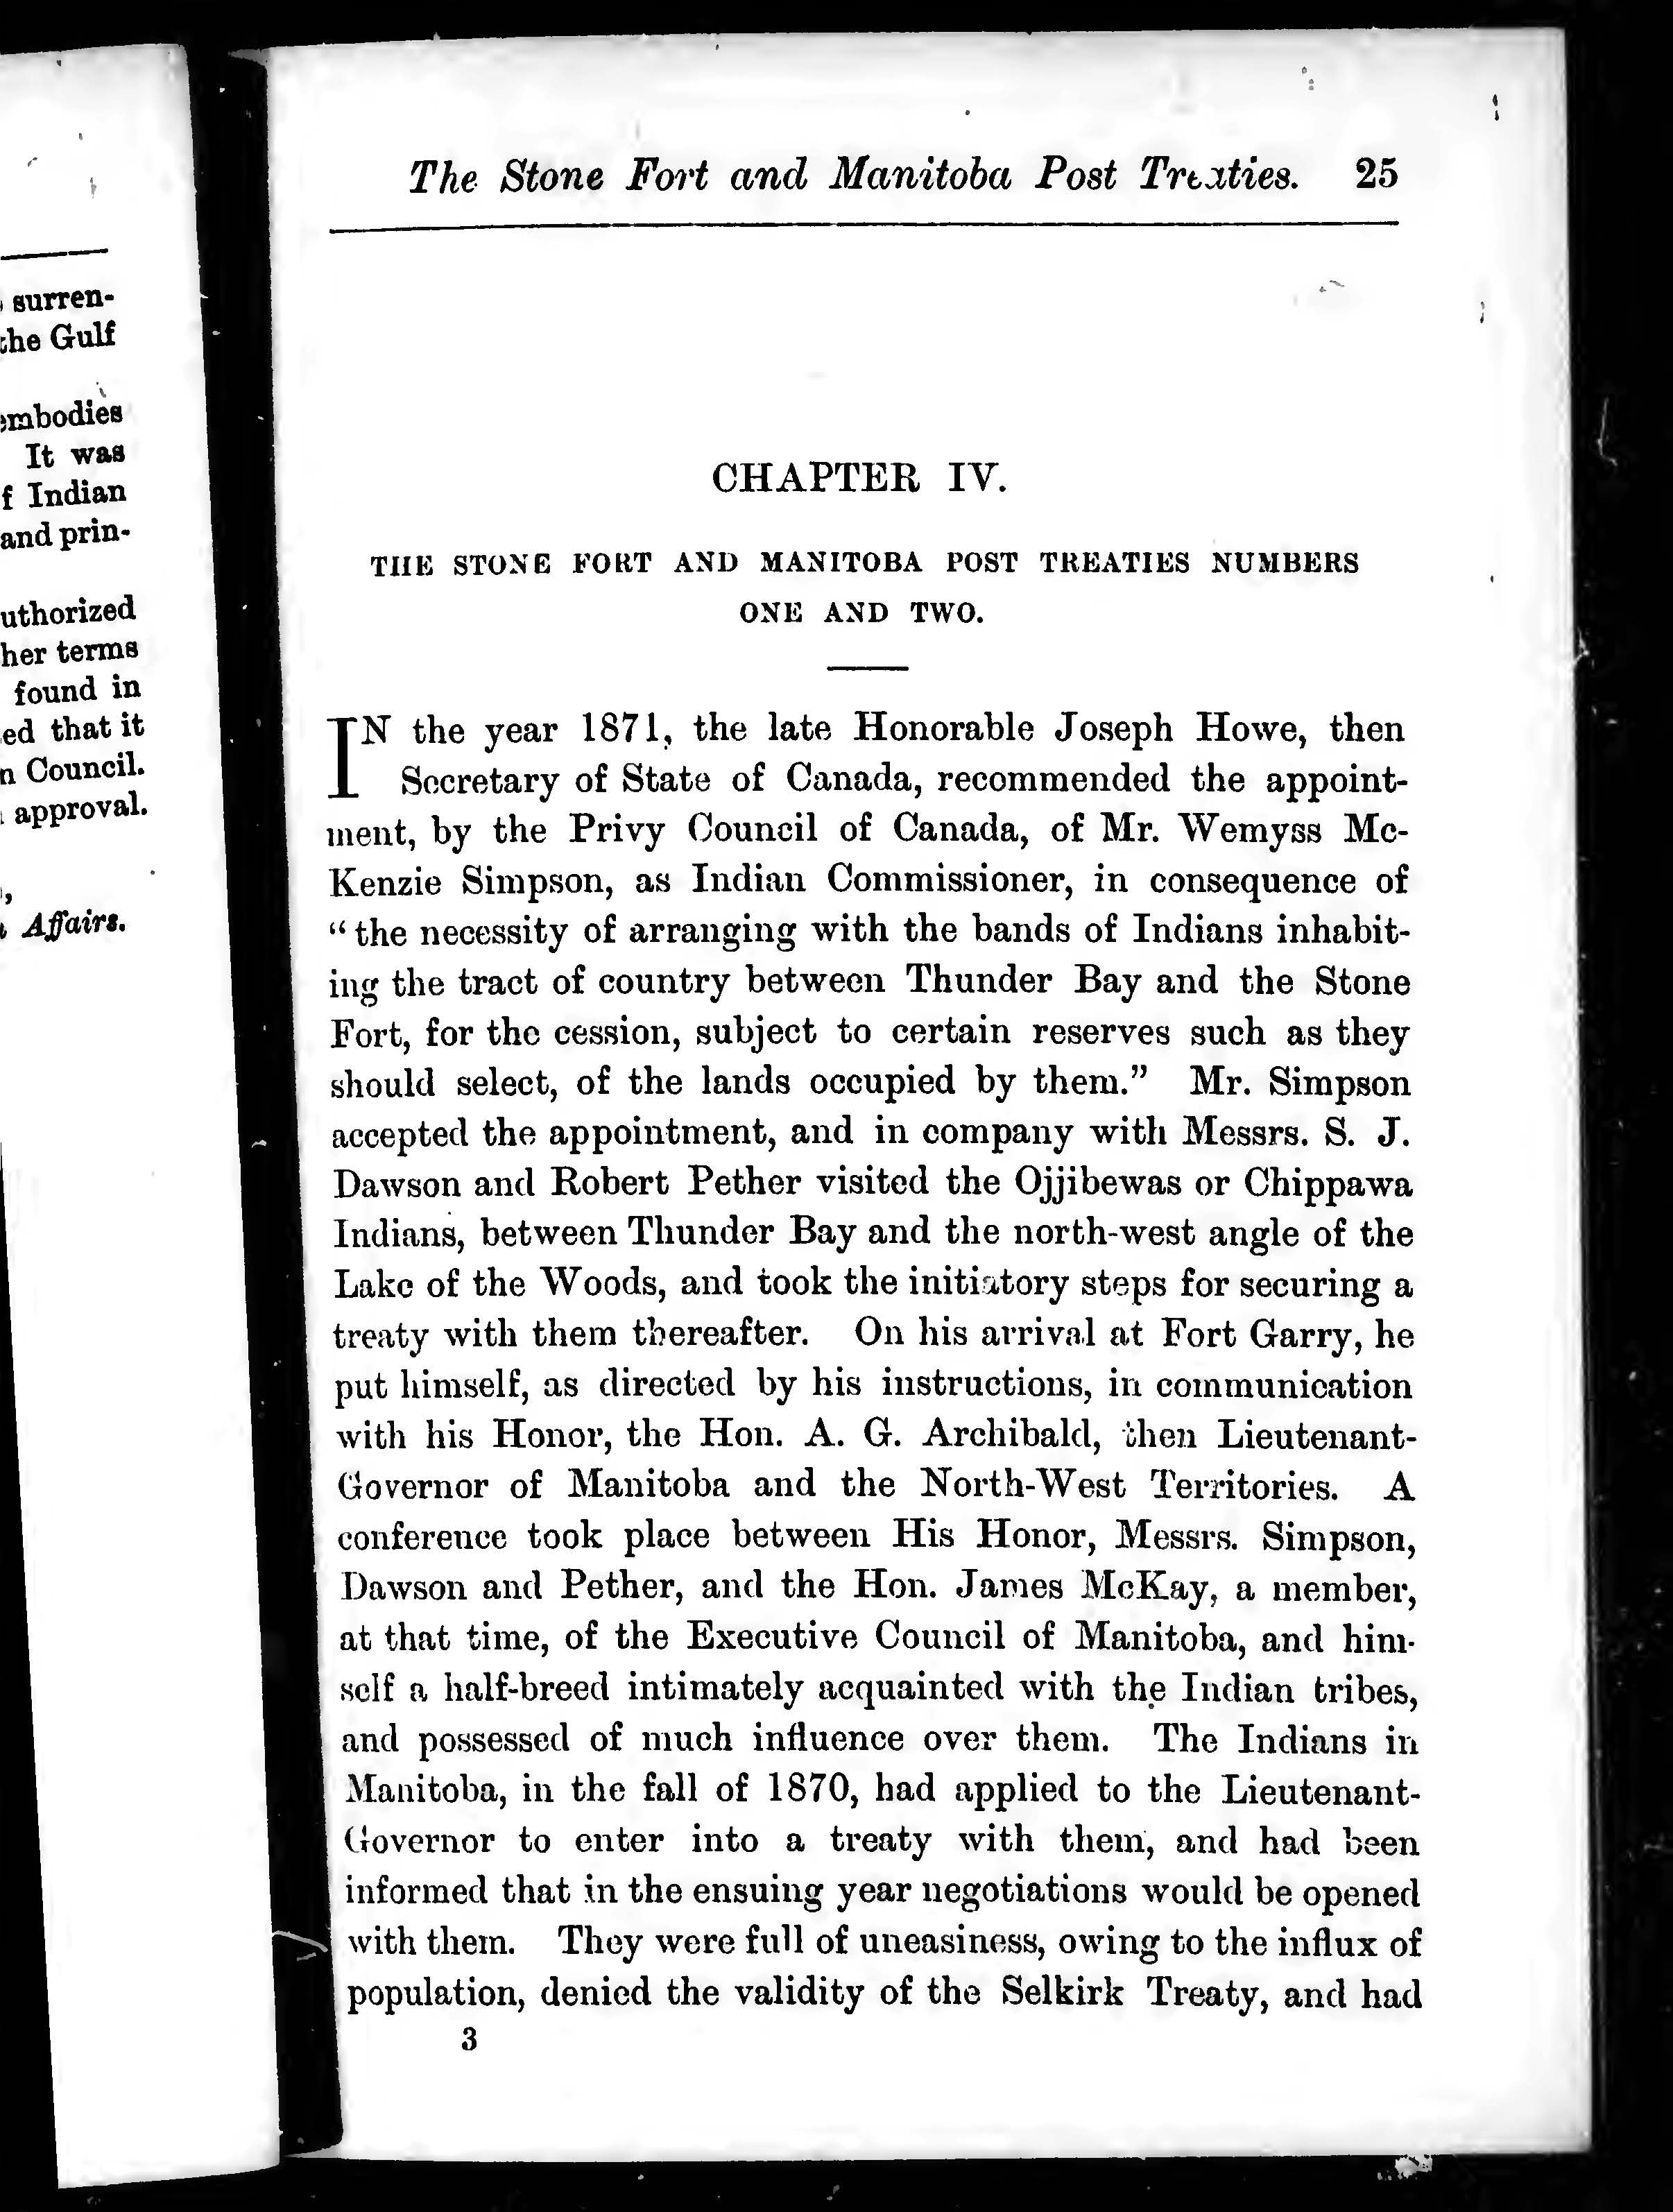 surren-
the Gulf
embodies
It was
f Indian
and prin-
uthorized
her terms
found in
ed that it
n Council.
approval.
Affairs.
The Stone Fort and Manitoba Post Treaties. 25
CHAPTER IV.
THE STONE FORT AND MANITOBA POST TREATIES NUMBERS
ONE AND TWO.
IN the year 1871, the late Honorable Joseph Howe, then
Secretary of State of Canada, recommended the appoint-
ment, by the Privy Council of Canada, of Mr. Wemyss Mc-
Kenzie Simpson, as Indian Commissioner, in consequence of
“the necessity of arranging with the bands of Indians inhabit-
ing the tract of country between Thunder Bay and the Stone
Fort, for the cession, subject to certain reserves such as they
should select, of the lands occupied by them.” Mr. Simpson
accepted the appointment, and in company with Messrs. S. J.
Dawson and Robert Pether visited the Ojjibewas or Chippawa
Indians, between Thunder Bay and the north-west angle of the
Lake of the Woods, and took the initiatory steps for securing a
treaty with them thereafter. On his arrival at Fort Garry, he
put himself, as directed by his instructions, in communication
with his Honor, the Hon. A. G. Archibald, then Lieutenant-
Governor of Manitoba and the North-West Territories. A
conference took place between His Honor, Messrs. Simpson,
Dawson and Pether, and the Hon. James McKay, a member,
at that time, of the Executive Council of Manitoba, and him-
self a half-breed intimately acquainted with the Indian tribes,
and possessed of much influence over them. The Indians in
Manitoba, in the fall of 1870, had applied to the Lieutenant-
Governor to enter into a treaty with them, and had been
informed that in the ensuing year negotiations would be opened
with them. They were full of uneasiness, owing to the influx of
population, denied the validity of the Selkirk Treaty, and had
3